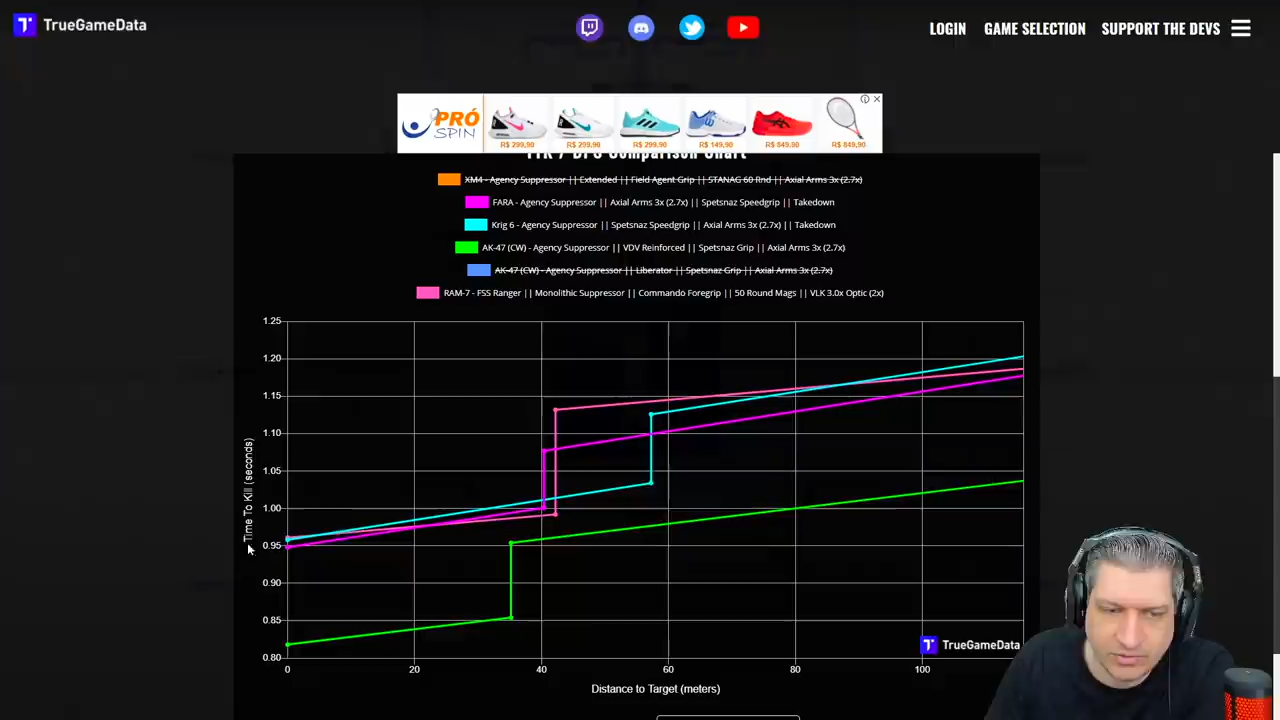 TrueGameData
LOGIN GAME SELECTION SUPPORT THE DEVS
PRÓ SPIN
R$ 299,90 R$ 299,90 R$ 299,90 R$ 149,90 R$ 549,90 R$ 849,90
TTK / DPS Comparison Chart
XM4 - Agency Suppressor || Extended || Field Agent Grip || STANAG 60 Rnd || Axial Arms 3x (2.7x)
FARA - Agency Suppressor || Axial Arms 3x (2.7x) || Spetsnaz Speedgrip || Takedown
Krig 6 - Agency Suppressor || Spetsnaz Speedgrip || Axial Arms 3x (2.7x) || Takedown
AK-47 (CW) - Agency Suppressor || VDV Reinforced || Spetsnaz Grip || Axial Arms 3x (2.7x)
AK-47 (CW) - Agency Suppressor || Liberator || Spetsnaz Grip || Axial Arms 3x (2.7x)
RAM-7 - FSS Ranger || Monolithic Suppressor || Commando Foregrip || 50 Round Mags || VLK 3.0x Optic (2x)
1.25
1.20
1.15
1.10
1.05
1.00
0.95
0.90
0.85
0.80
Time To Kill (seconds)
TrueGameData
0 20 40 60 80 100
Distance to Target (meters)